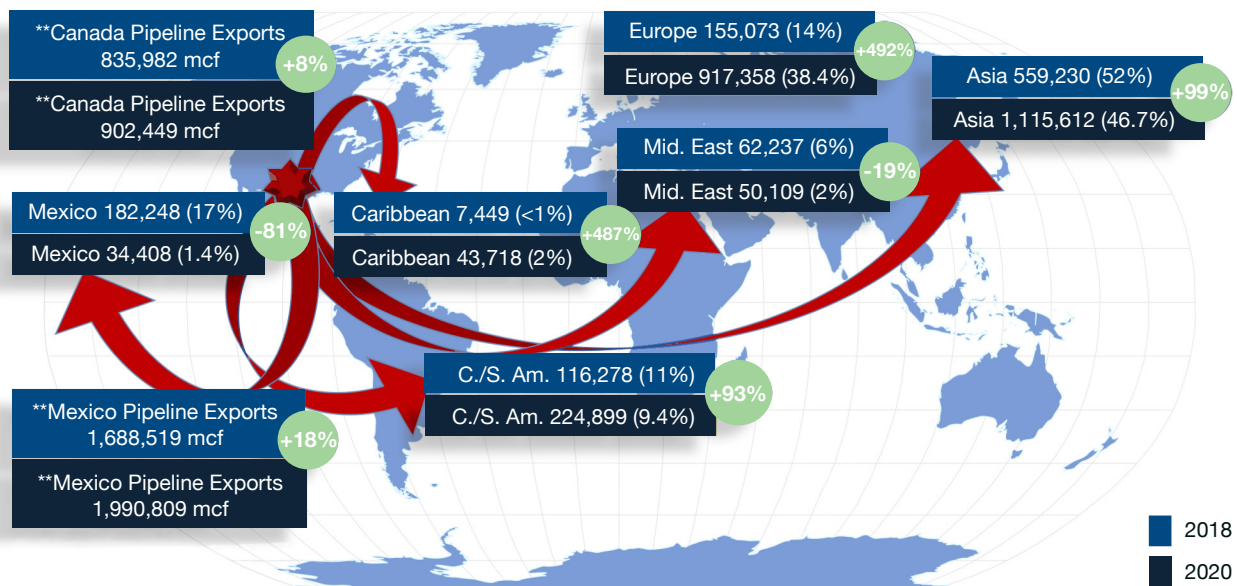 **Canada Pipeline Exports
835,982 mcf
+8%
**Canada Pipeline Exports
902,449 mcf
Europe 155,073 (14%)
+492%
Europe 917,358 (38.4%)
Asia 559,230 (52%)
+99%
Asia 1,115,612 (46.7%)
Mid. East 62,237 (6%)
-19%
Mid. East 50,109 (2%)
Mexico 182,248 (17%)
-81%
Mexico 34,408 (1.4%)
Caribbean 7,449 (<1%)
+487%
Caribbean 43,718 (2%)
C./S. Am. 116,278 (11%)
+93%
C./S. Am. 224,899 (9.4%)
**Mexico Pipeline Exports
1,688,519 mcf
+18%
**Mexico Pipeline Exports
1,990,809 mcf
2018
2020